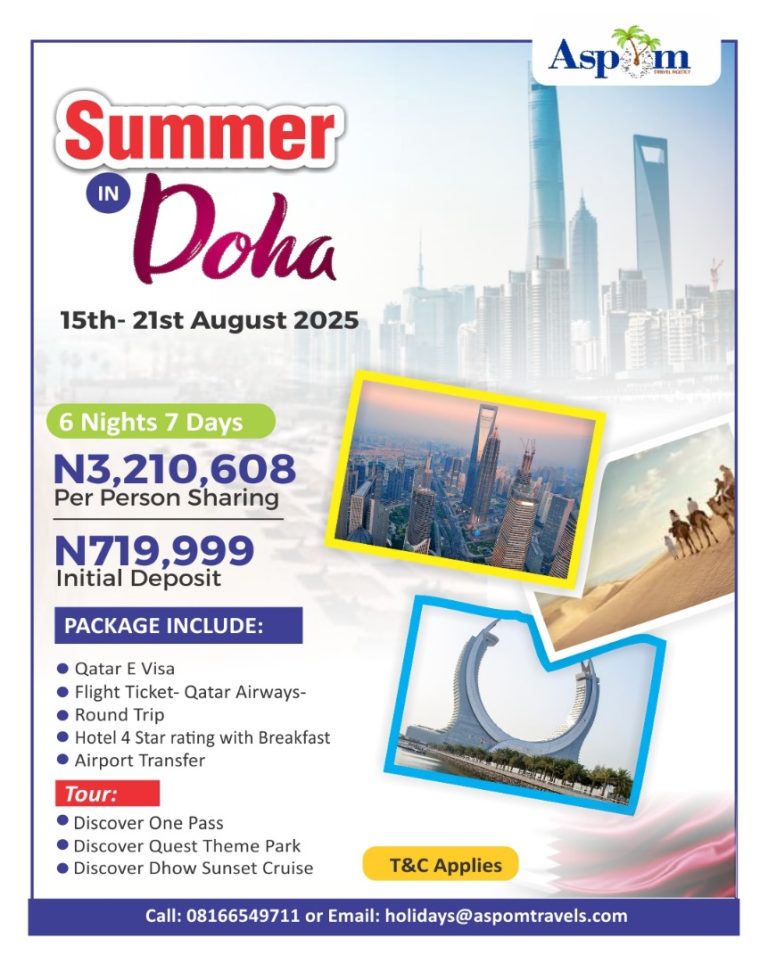 Aspom
TRAVEL AGENCY
Summer
IN
Doha
15th- 21st August 2025
6 Nights 7 Days
N3,210,608
Per Person Sharing
N719,999
Initial Deposit
PACKAGE INCLUDE:
Qatar E Visa
Flight Ticket- Qatar Airways-
Round Trip
Hotel 4 Star rating with Breakfast
Airport Transfer
Tour:
Discover One Pass
Discover Quest Theme Park
Discover Dhow Sunset Cruise
T&C Applies
Call: 08166549711 or Email: holidays@aspomtravels.com